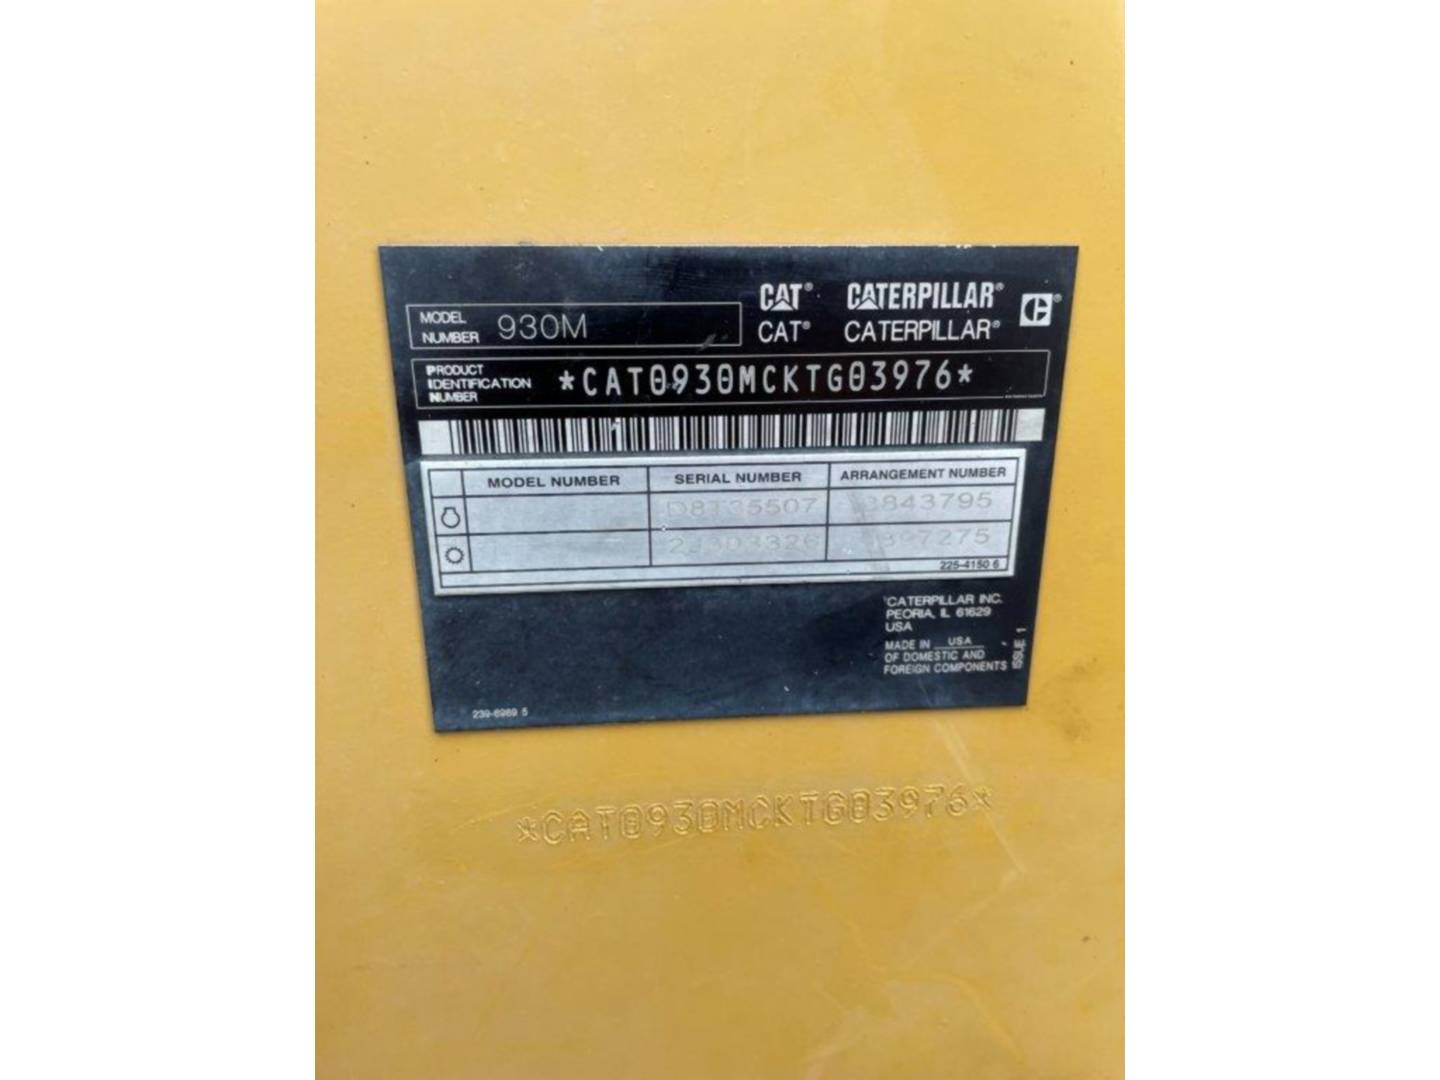 CAT® CATERPILLAR®
MODEL NUMBER 930M
CAT® CATERPILLAR®
PRODUCT IDENTIFICATION NUMBER *CAT0930MCKTG03976*
MODEL NUMBER SERIAL NUMBER ARRANGEMENT NUMBER
225-4150 6
CATERPILLAR INC.
PEORIA, IL 61629
USA
MADE IN USA
OF DOMESTIC AND
FOREIGN COMPONENTS
ISSUE 1
239-6969 5
*CAT0930MCKTG03976*